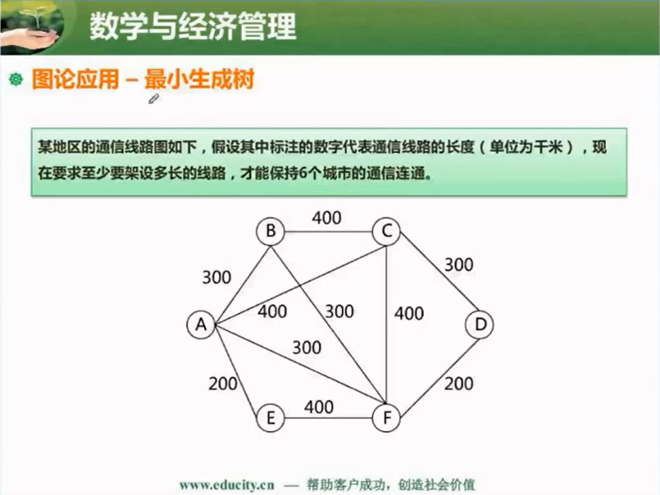 数学与经济管理
图论应用 – 最小生成树
某地区的通信线路图如下，假设其中标注的数字代表通信线路的长度（单位为千米），现
在要求至少要架设多长的线路，才能保持6个城市的通信连通。
400
B
C
300
300
400
300
400
A
D
300
200
200
400
E
F
www.educity.cn — 帮助客户成功，创造社会价值